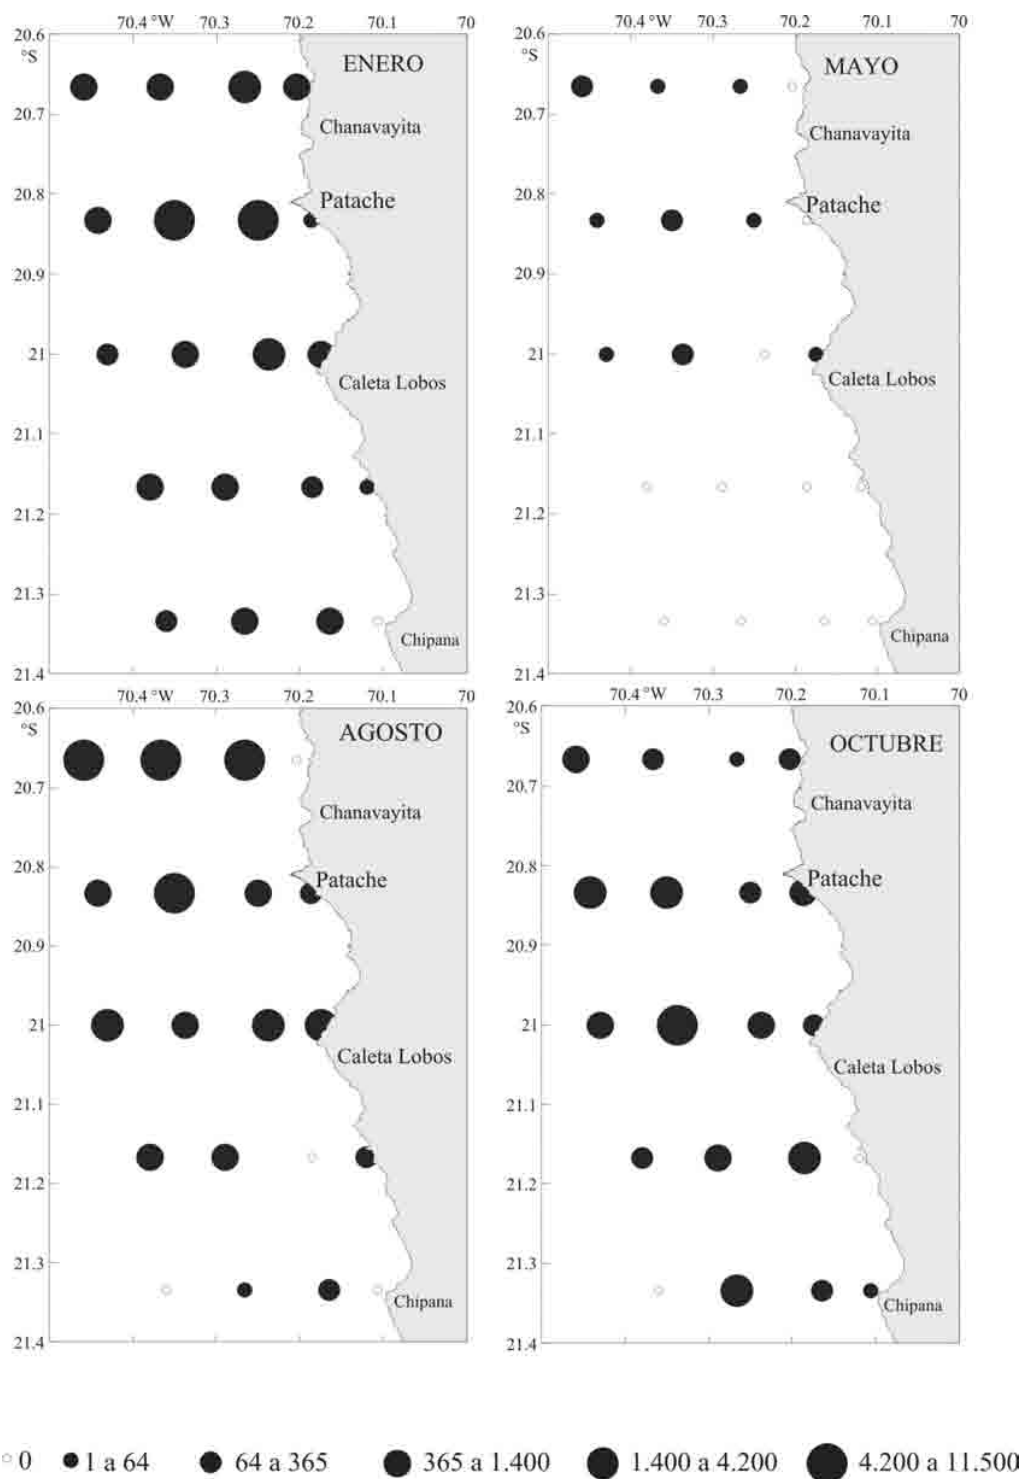 70.4 °W 70.3 70.2 70.1 70
20.6
°S
ENERO
20.7
Chanavayita
20.8
Patache
20.9
21
Caleta Lobos
21.1
21.2
21.3
Chipana
21.4
70.4 °W 70.3 70.2 70.1 70
20.6
°S
MAYO
20.7
Chanavayita
20.8
Patache
20.9
21
Caleta Lobos
21.1
21.2
21.3
Chipana
21.4
70.4 °W 70.3 70.2 70.1 70
20.6
°S
AGOSTO
20.7
Chanavayita
20.8
Patache
20.9
21
Caleta Lobos
21.1
21.2
21.3
Chipana
21.4
70.4 °W 70.3 70.2 70.1 70
20.6
°S
OCTUBRE
20.7
Chanavayita
20.8
Patache
20.9
21
Caleta Lobos
21.1
21.2
21.3
Chipana
21.4
0 1 a 64 64 a 365 365 a 1.400 1.400 a 4.200 4.200 a 11.500